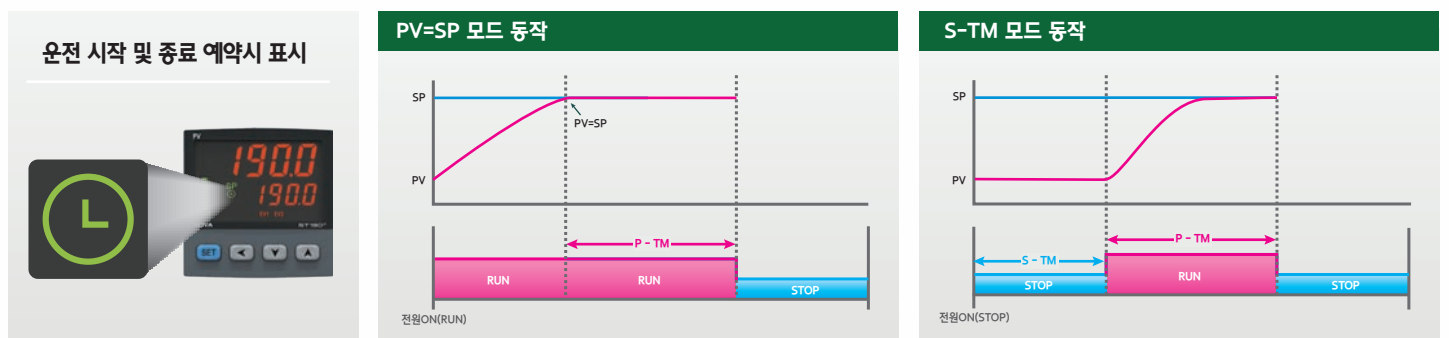 운전 시작 및 종료 예약시 표시
PV
190.0
SP
190.0
SET
PV=SP 모드 동작
SP
PV=SP
PV
P - TM
RUN
RUN
STOP
전원ON(RUN)
S-TM 모드 동작
SP
PV
P - TM
S - TM
STOP
RUN
STOP
전원ON(STOP)